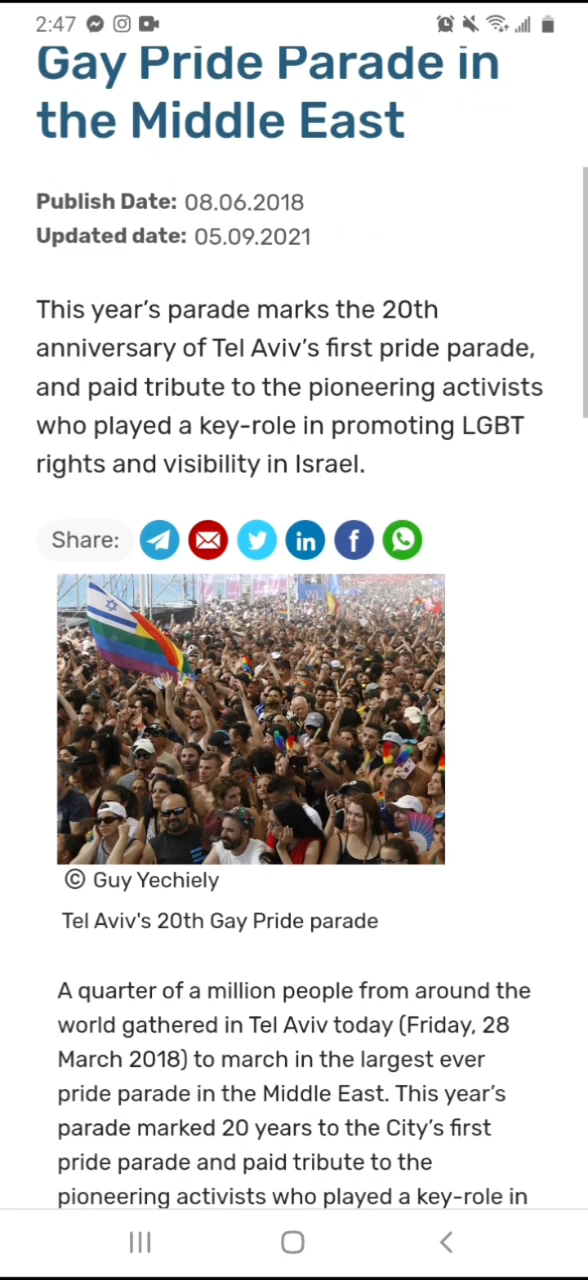 2:47
Gay Pride Parade in
the Middle East
Publish Date: 08.06.2018
Updated date: 05.09.2021
This year's parade marks the 20th
anniversary of Tel Aviv's first pride parade,
and paid tribute to the pioneering activists
who played a key-role in promoting LGBT
rights and visibility in Israel.
Share:
© Guy Yechiely
Tel Aviv's 20th Gay Pride parade
A quarter of a million people from around the
world gathered in Tel Aviv today (Friday, 28
March 2018) to march in the largest ever
pride parade in the Middle East. This year's
parade marked 20 years to the City's first
pride parade and paid tribute to the
pioneering activists who played a key-role in